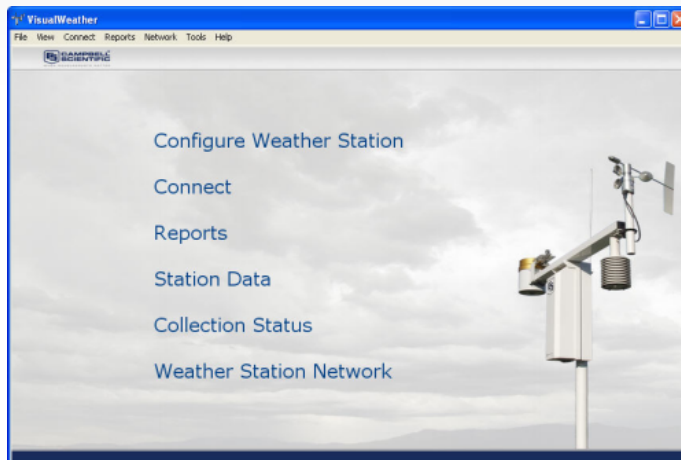 VisualWeather
File View Connect Reports Network Tools Help
CAMPBELL
SCIENTIFIC
Configure Weather Station
Connect
Reports
Station Data
Collection Status
Weather Station Network